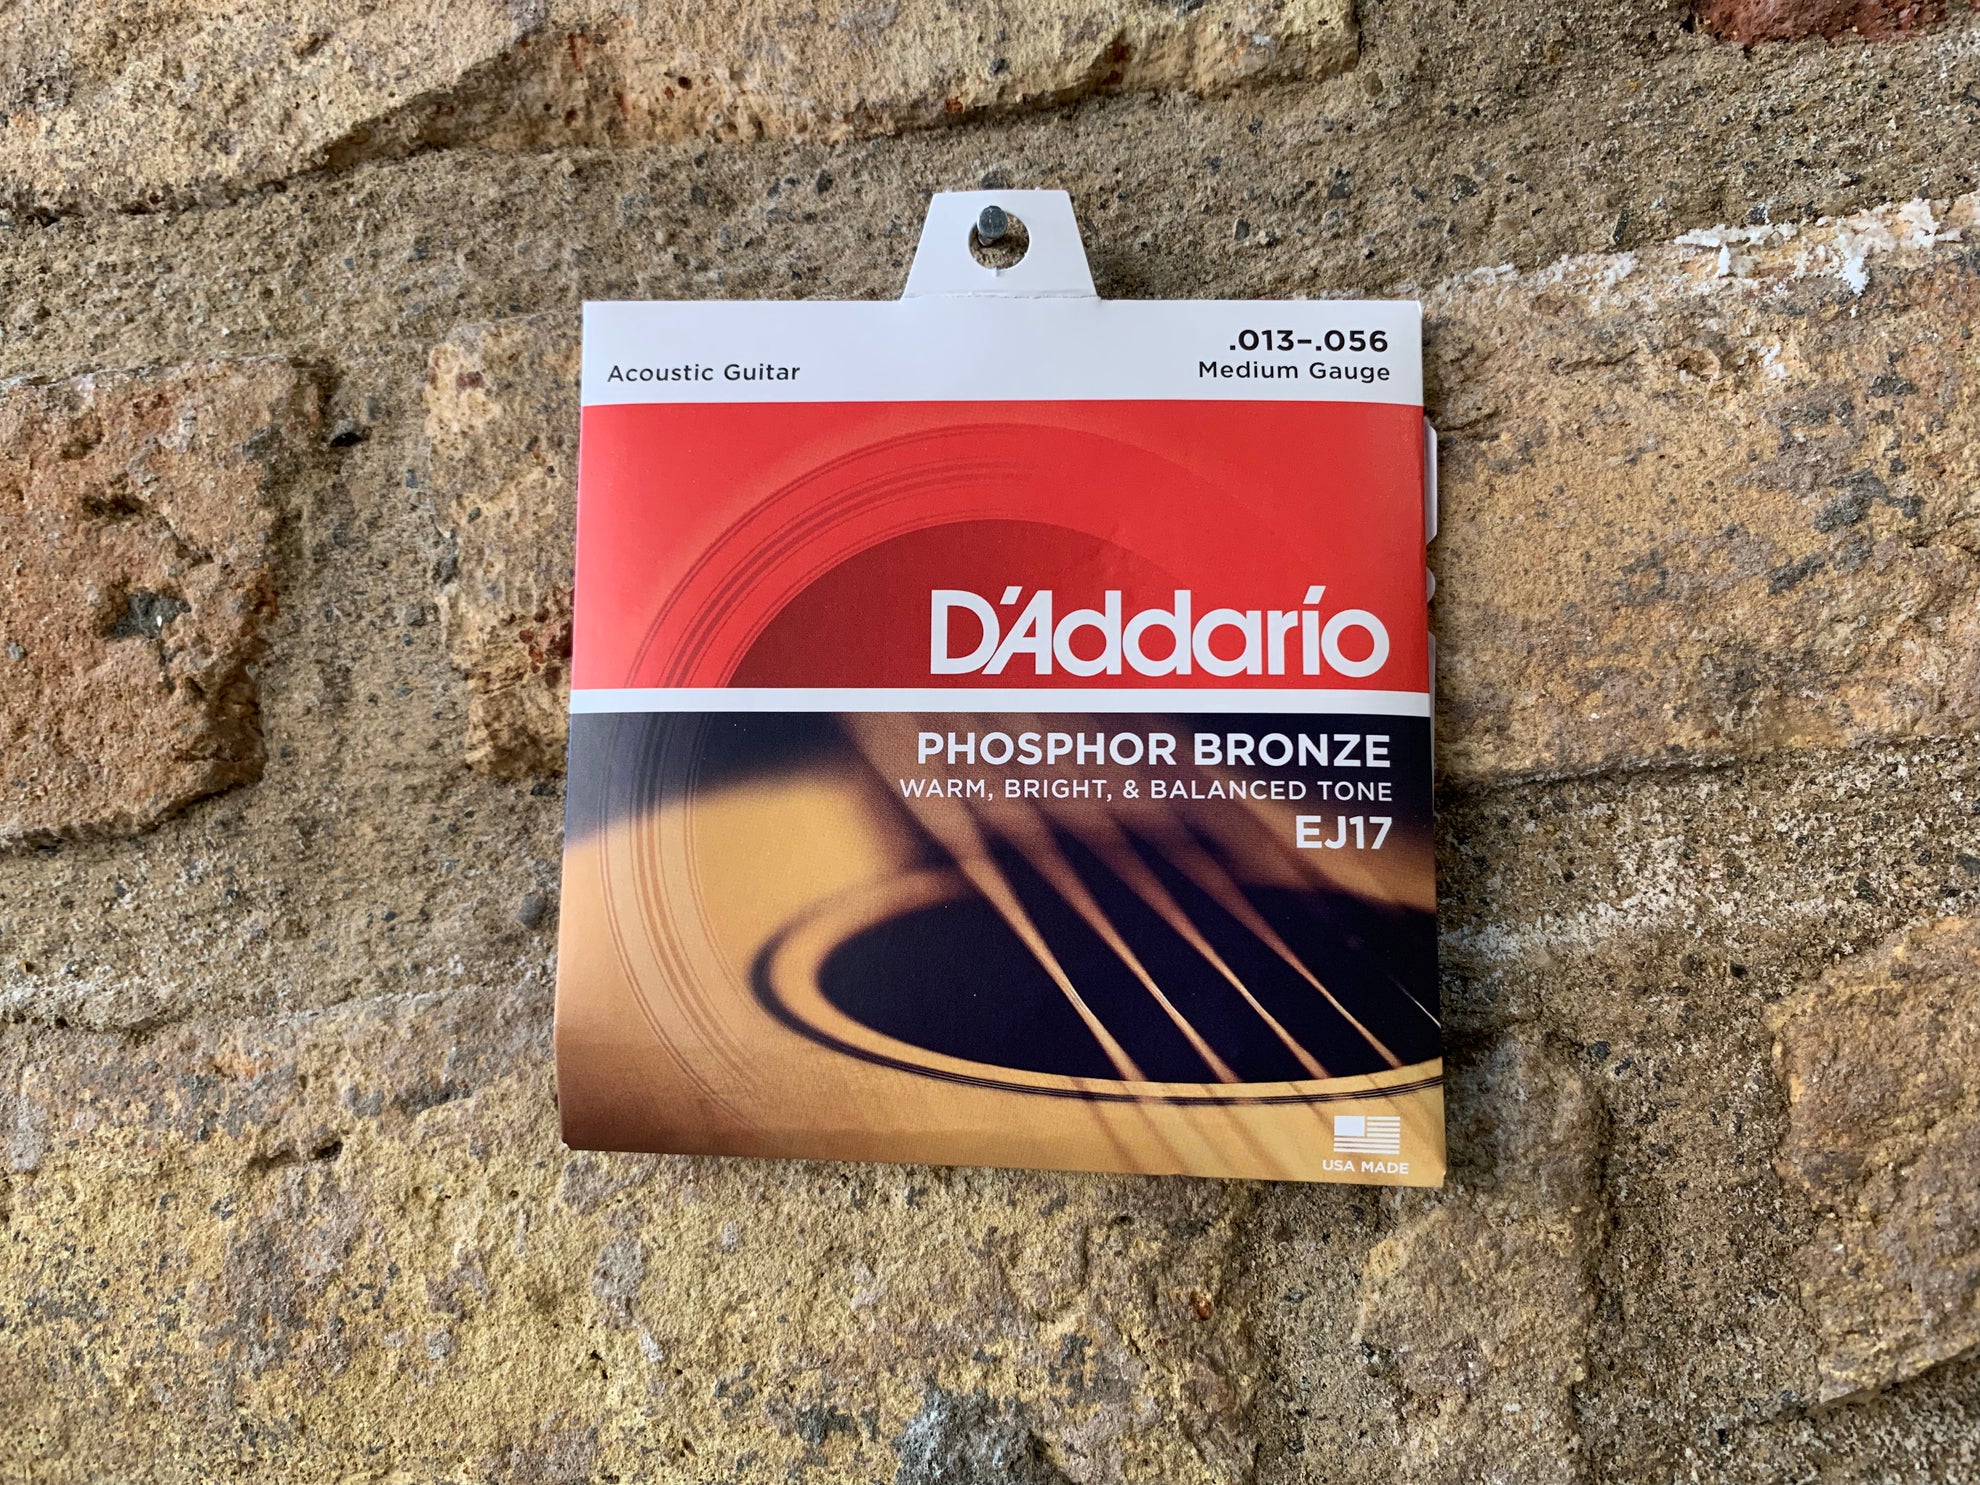 .013–.056
Acoustic Guitar
Medium Gauge
D'Addario
PHOSPHOR BRONZE
WARM, BRIGHT, & BALANCED TONE
EJ17
USA MADE